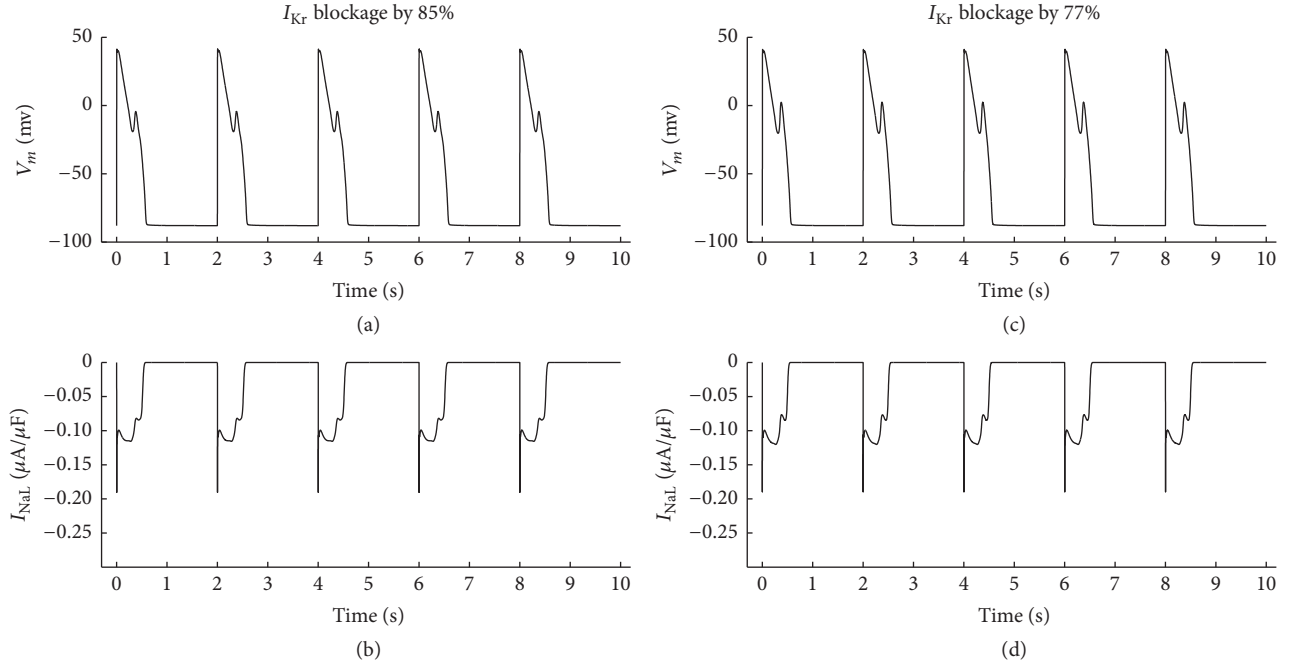 I_Kr blockage by 85%
50
0
−50
−100
V_m (mv)
0 1 2 3 4 5 6 7 8 9 10
Time (s)
(a)
I_Kr blockage by 77%
50
0
−50
−100
V_m (mv)
0 1 2 3 4 5 6 7 8 9 10
Time (s)
(c)
0
−0.05
−0.10
−0.15
−0.20
−0.25
I_NaL (μA/μF)
0 1 2 3 4 5 6 7 8 9 10
Time (s)
(b)
0
−0.05
−0.10
−0.15
−0.20
−0.25
I_NaL (μA/μF)
0 1 2 3 4 5 6 7 8 9 10
Time (s)
(d)